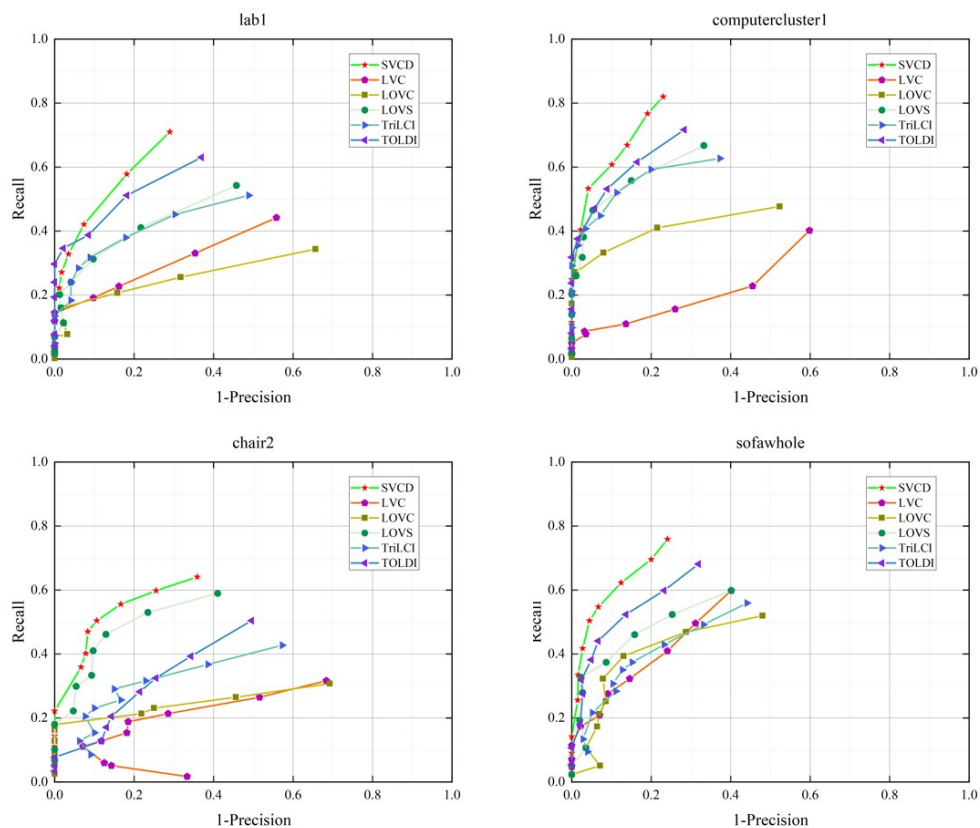 lab1
1.0
0.8
0.6
0.4
0.2
0.0
Recall
SVCD
LVC
LOVC
LOVS
TriLCI
TOLDI
0.0 0.2 0.4 0.6 0.8 1.0
1-Precision
computercluster1
1.0
0.8
0.6
0.4
0.2
0.0
Recall
SVCD
LVC
LOVC
LOVS
TriLCI
TOLDI
0.0 0.2 0.4 0.6 0.8 1.0
1-Precision
chair2
1.0
0.8
0.6
0.4
0.2
0.0
Recall
SVCD
LVC
LOVC
LOVS
TriLCI
TOLDI
0.0 0.2 0.4 0.6 0.8 1.0
1-Precision
sofawhole
1.0
0.8
0.6
0.4
0.2
0.0
Recall
SVCD
LVC
LOVC
LOVS
TriLCI
TOLDI
0.0 0.2 0.4 0.6 0.8 1.0
1-Precision